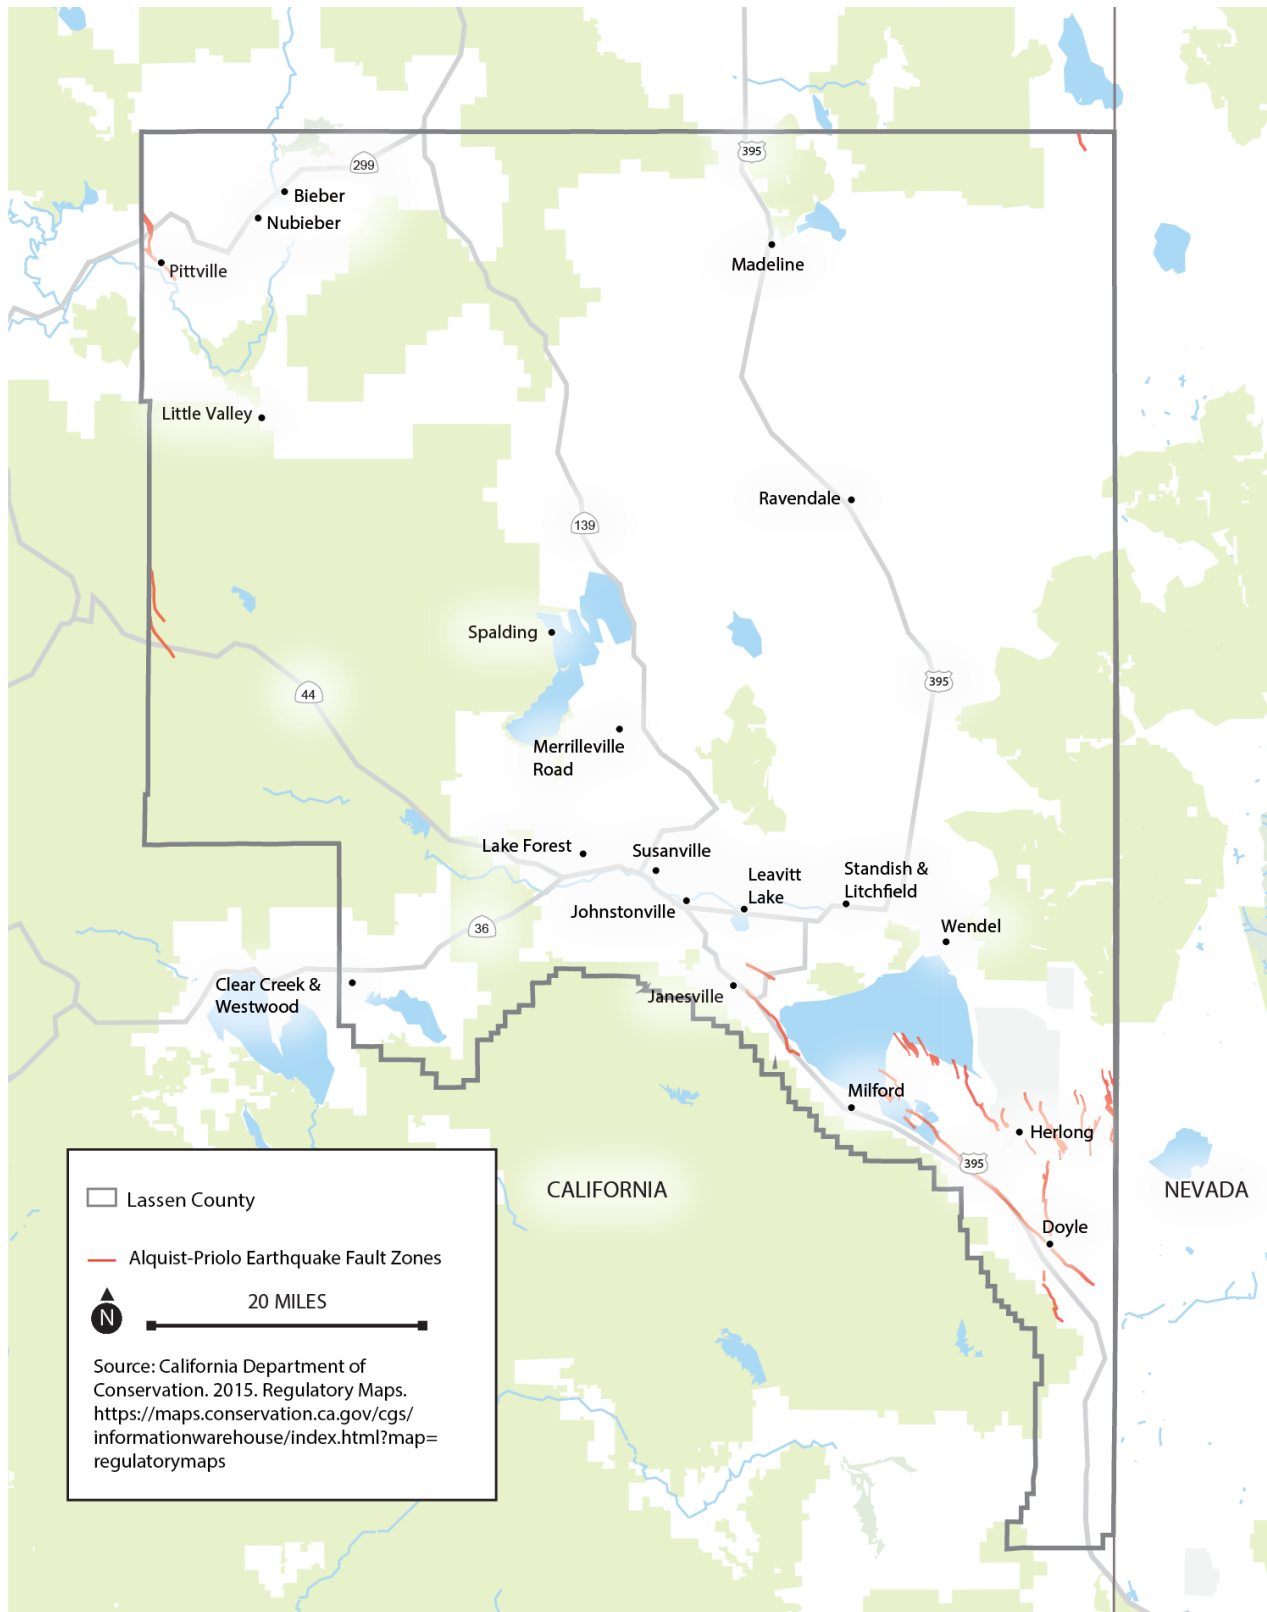 395
299
Bieber
Nubieber
Pittville
Madeline
Little Valley
Ravendale
139
Spalding
395
44
Merrilleville
Road
Lake Forest
Susanville
Leavitt
Lake
Standish &
Litchfield
Johnstonville
36
Wendel
Clear Creek &
Westwood
Janesville
Milford
Herlong
395
CALIFORNIA
NEVADA
Doyle
Lassen County
Alquist-Priolo Earthquake Fault Zones
N
20 MILES
Source: California Department of
Conservation. 2015. Regulatory Maps.
https://maps.conservation.ca.gov/cgs/
informationwarehouse/index.html?map=
regulatorymaps